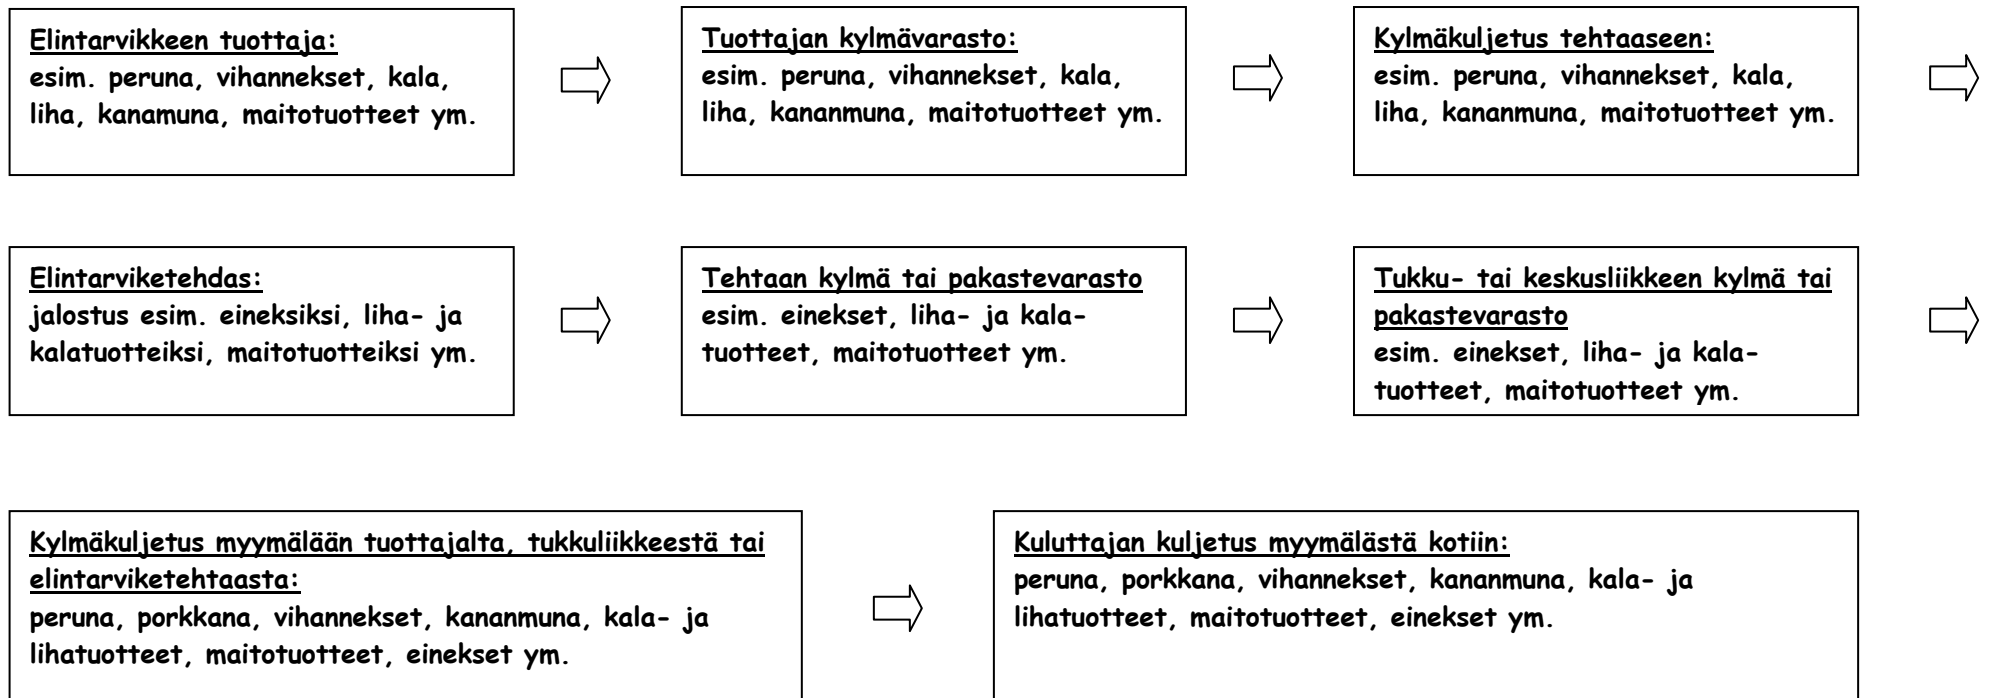 Elintarvikkeen tuottaja:
esim. peruna, vihannekset, kala,
liha, kanamuna, maitotuotteet ym.
Tuottajan kylmävarasto:
esim. peruna, vihannekset, kala,
liha, kananmuna, maitotuotteet ym.
Kylmäkuljetus tehtaaseen:
esim. peruna, vihannekset, kala,
liha, kananmuna, maitotuotteet ym.
Elintarviketehdas:
jalostus esim. eineksiksi, liha- ja
kalatuotteiksi, maitotuotteiksi ym.
Tehtaan kylmä tai pakastevarasto
esim. einekset, liha- ja kala-
tuotteet, maitotuotteet ym.
Tukku- tai keskusliikkeen kylmä tai
pakastevarasto
esim. einekset, liha- ja kala-
tuotteet, maitotuotteet ym.
Kylmäkuljetus myymälään tuottajalta, tukkuliikkeestä tai
elintarviketehtaasta:
peruna, porkkana, vihannekset, kananmuna, kala- ja
lihatuotteet, maitotuotteet, einekset ym.
Kuluttajan kuljetus myymälästä kotiin:
peruna, porkkana, vihannekset, kananmuna, kala- ja
lihatuotteet, maitotuotteet, einekset ym.